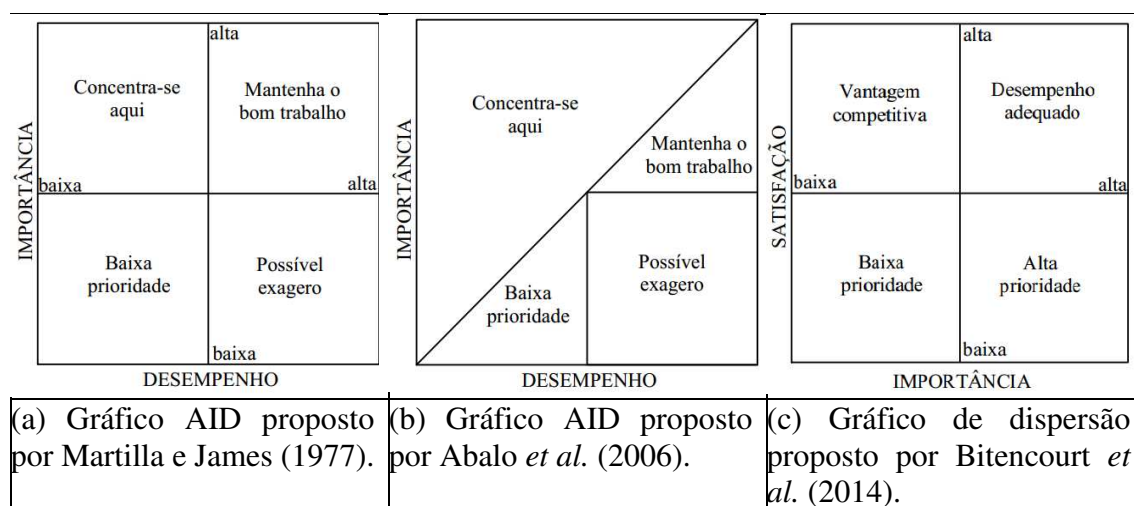 IMPORTÂNCIA
alta
Concentra-se
aqui
Mantenha o
bom trabalho
baixa
alta
Baixa
prioridade
Possível
exagero
baixa
DESEMPENHO
(a) Gráfico AID proposto
por Martilla e James (1977).
IMPORTÂNCIA
Concentra-se
aqui
Mantenha o
bom trabalho
Baixa
prioridade
Possível
exagero
DESEMPENHO
(b) Gráfico AID proposto
por Abalo et al. (2006).
SATISFAÇÃO
alta
Vantagem
competitiva
Desempenho
adequado
baixa
alta
Baixa
prioridade
Alta
prioridade
baixa
IMPORTÂNCIA
(c) Gráfico de dispersão
proposto por Bitencourt et
al. (2014).